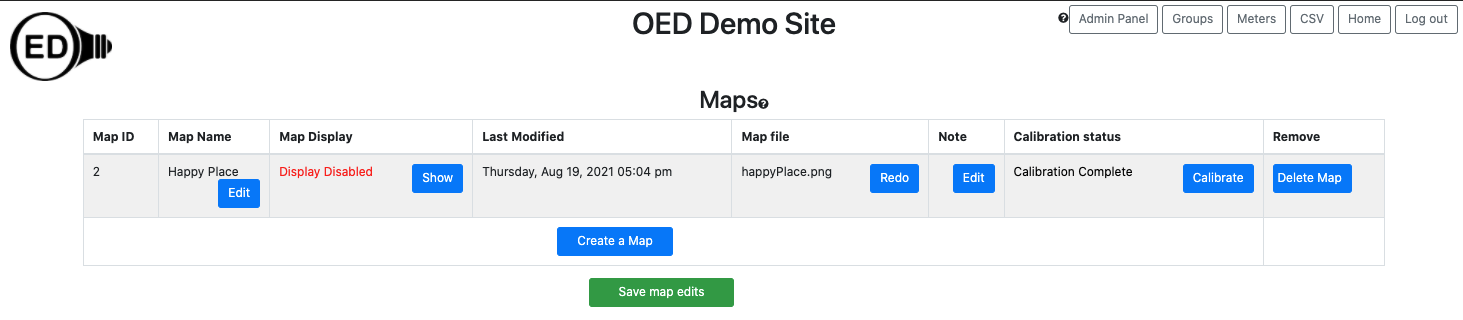 ED
OED Demo Site
? Admin Panel Groups Meters CSV Home Log out
Maps?
Map ID Map Name Map Display Last Modified Map file Note Calibration status Remove
2 Happy Place Display Disabled Show Thursday, Aug 19, 2021 05:04 pm happyPlace.png Redo Edit Calibration Complete Calibrate Delete Map
Edit
Create a Map
Save map edits